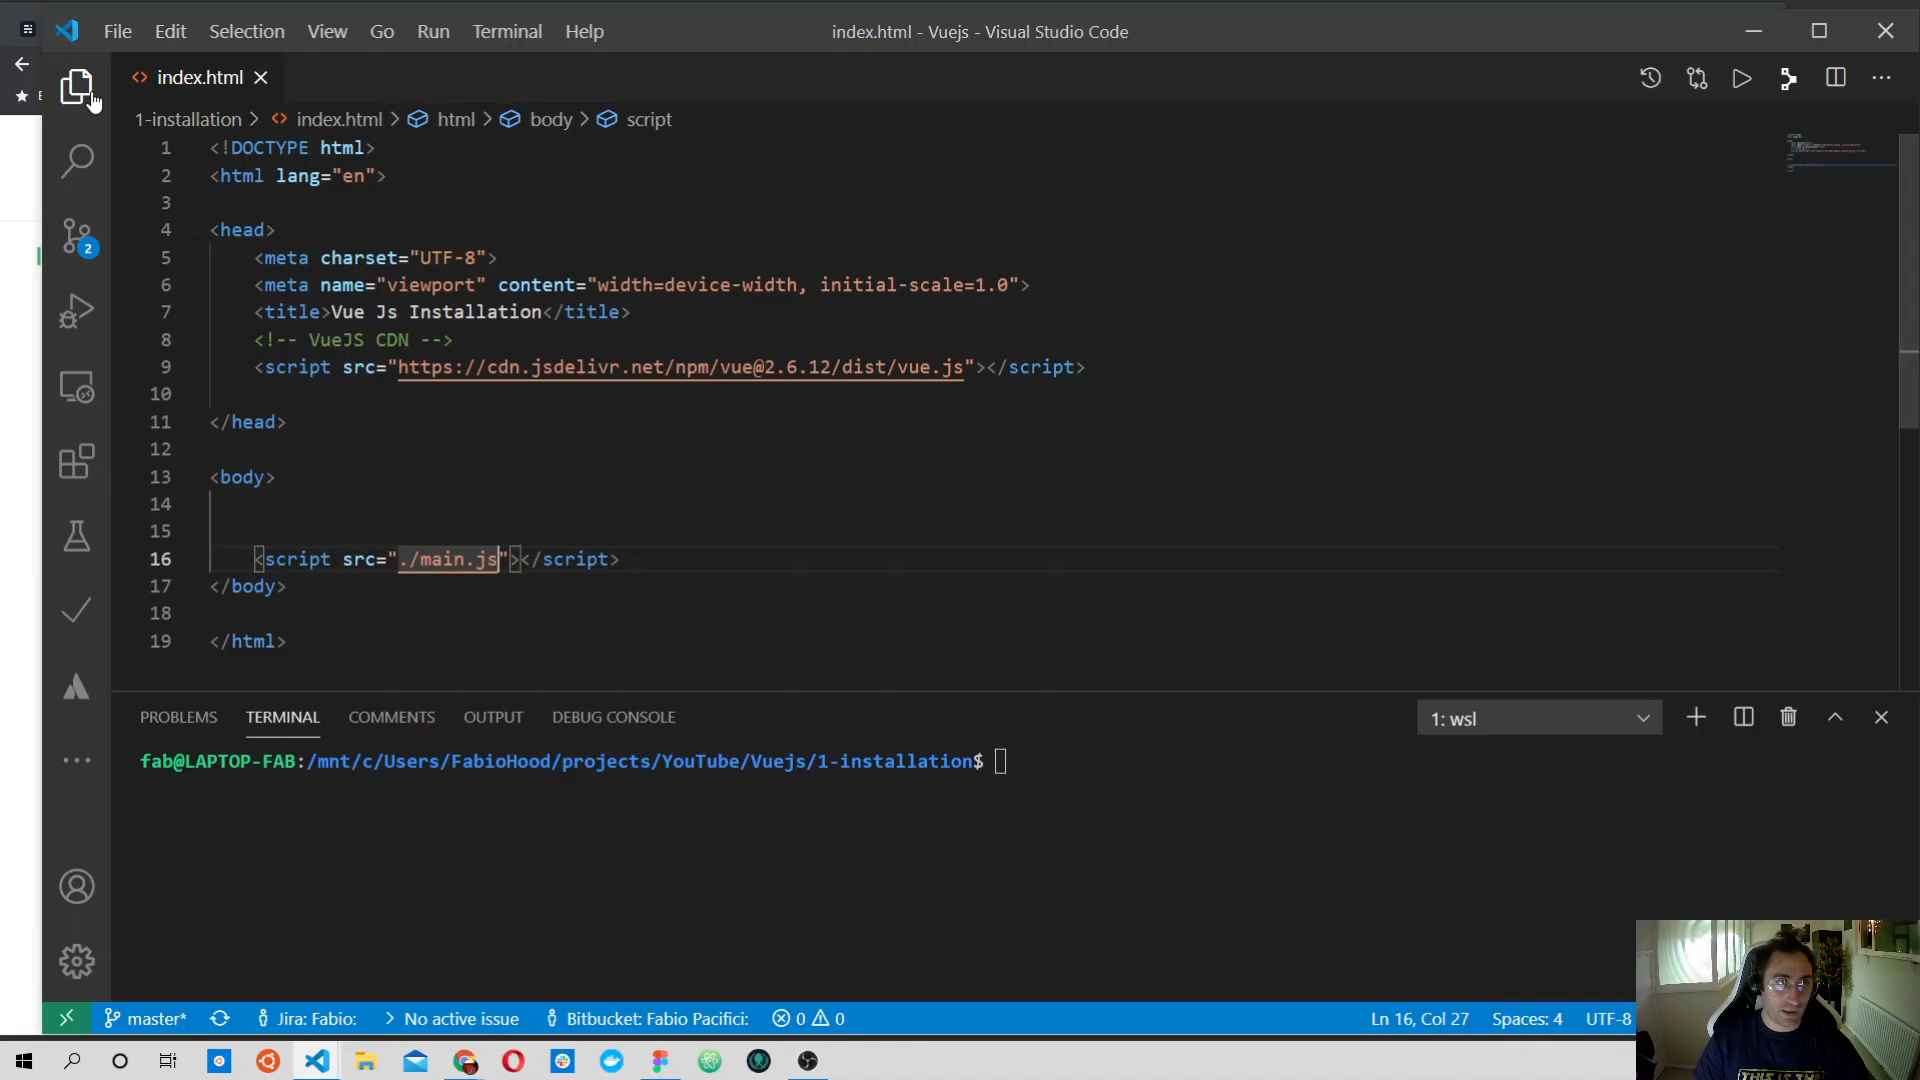 File Edit Selection View Go Run Terminal Help
index.html - Vuejs - Visual Studio Code
index.html
1-installation > index.html > html > body > script
1 <!DOCTYPE html>
2 <html lang="en">
3
4 <head>
5 <meta charset="UTF-8">
6 <meta name="viewport" content="width=device-width, initial-scale=1.0">
7 <title>Vue Js Installation</title>
8 <!-- VueJS CDN -->
9 <script src="https://cdn.jsdelivr.net/npm/vue@2.6.12/dist/vue.js"></script>
10
11 </head>
12
13 <body>
14
15
16 <script src="./main.js"></script>
17 </body>
18
19 </html>
2
PROBLEMS TERMINAL COMMENTS OUTPUT DEBUG CONSOLE
1: wsl
fab@LAPTOP-FAB:/mnt/c/Users/FabioHood/projects/YouTube/Vuejs/1-installation$
master* Jira: Fabio: > No active issue Bitbucket: Fabio Pacifici: 0 0
Ln 16, Col 27 Spaces: 4 UTF-8
THIS IS THE